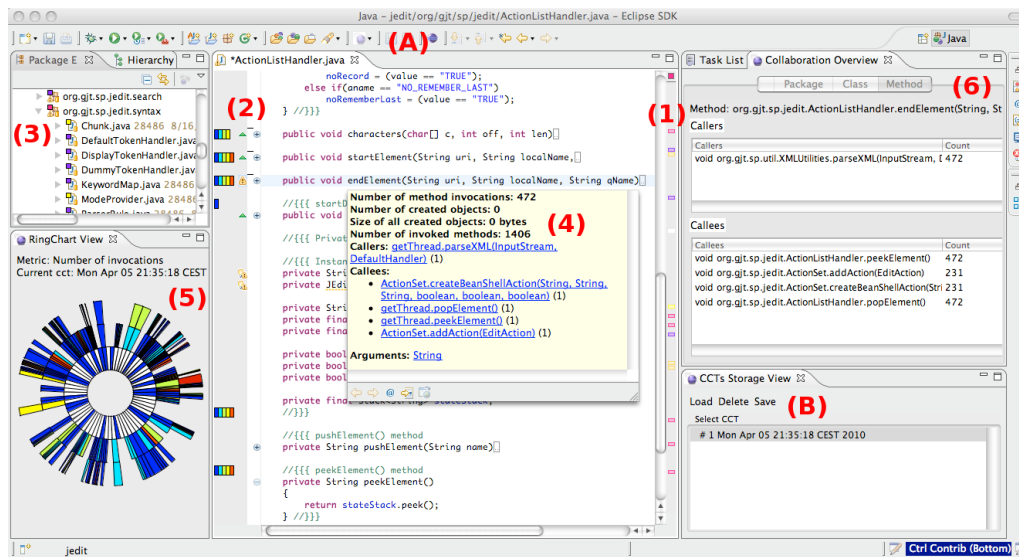 Java – jedit/org/gjt/sp/jedit/ActionListHandler.java – Eclipse SDK
(A)
Java
Package E
Hierarchy
org.gjt.sp.jedit.search
org.gjt.sp.jedit.syntax
(3)
Chunk.java 28486 8/16,
DefaultTokenHandler.java
DisplayTokenHandler.java
DummyTokenHandler.java
KeywordMap.java 28486
ModeProvider.java 28486
ParserRule.java 28486 8/
RingChart View
Metric: Number of invocations
Current cct: Mon Apr 05 21:35:18 CEST
(5)
*ActionListHandler.java
(2)
(1)
noRecord = (value == "TRUE");
else if(aname == "NO_REMEMBER_LAST")
noRememberLast = (value == "TRUE");
} //}}}
public void characters(char[] c, int off, int len)
public void startElement(String uri, String localName,
public void endElement(String uri, String localName, String qName)
//{{{ startD
public void
//{{{ Privat
//{{{ Instan
private Stri
private JEdi
private Stri
private fina
private fina
private bool
private bool
private bool
private final Stack<String> stateStack;
//}}}
//{{{ pushElement() method
private String pushElement(String name)
//{{{ peekElement() method
private String peekElement()
{
return stateStack.peek();
} //}}}
Number of method invocations: 472
Number of created objects: 0
Size of all created objects: 0 bytes
Number of invoked methods: 1406
(4)
Callers: getThread.parseXML(InputStream,
DefaultHandler) (1)
Callees:
• ActionSet.createBeanShellAction(String, String,
String, boolean, boolean, boolean) (1)
• getThread.popElement() (1)
• getThread.peekElement() (1)
• ActionSet.addAction(EditAction) (1)
Arguments: String
Task List
Collaboration Overview
Package Class Method
(6)
Method: org.gjt.sp.jedit.ActionListHandler.endElement(String, St
Callers
Callers Count
void org.gjt.sp.util.XMLUtilities.parseXML(InputStream, D 472
Callees
Callees Count
void org.gjt.sp.jedit.ActionListHandler.peekElement() 472
void org.gjt.sp.jedit.ActionSet.addAction(EditAction) 231
void org.gjt.sp.jedit.ActionSet.createBeanShellAction(Stri 231
void org.gjt.sp.jedit.ActionListHandler.popElement() 472
CCTs Storage View
Load Delete Save
(B)
Select CCT
# 1 Mon Apr 05 21:35:18 CEST 2010
jedit
Ctrl Contrib (Bottom)